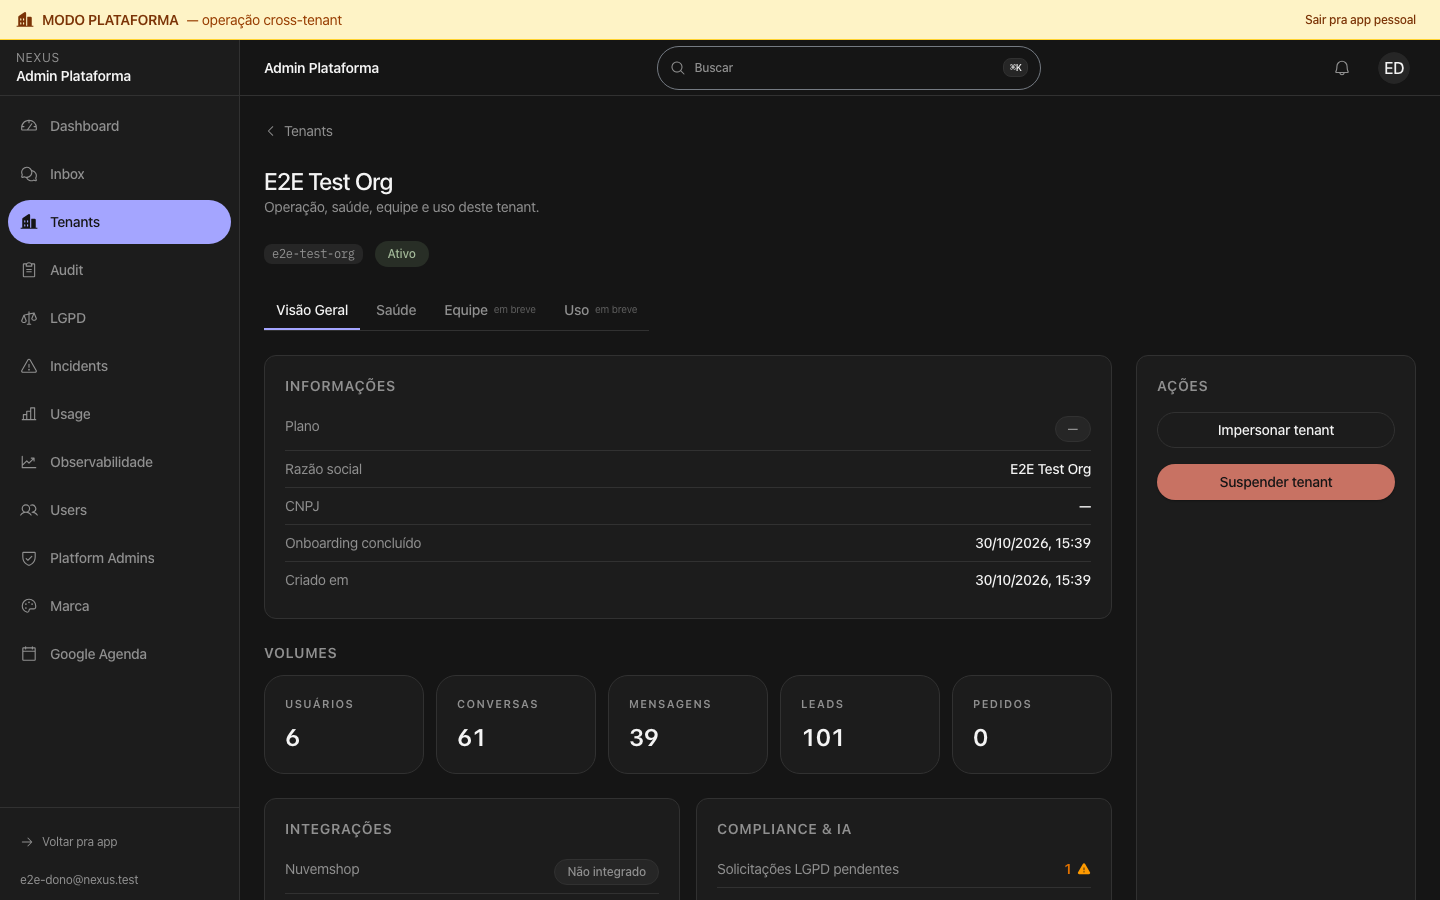 MODO PLATAFORMA — operação cross-tenant
Sair pra app pessoal
NEXUS
Admin Plataforma
Admin Plataforma
Buscar
⌘K
ED
Dashboard
Inbox
Tenants
Audit
LGPD
Incidents
Usage
Observabilidade
Users
Platform Admins
Marca
Google Agenda
Voltar pra app
e2e-dono@nexus.test
Tenants
E2E Test Org
Operação, saúde, equipe e uso deste tenant.
e2e-test-org
Ativo
Visão Geral
Saúde
Equipe em breve
Uso em breve
INFORMAÇÕES
Plano —
Razão social E2E Test Org
CNPJ —
Onboarding concluído 30/10/2026, 15:39
Criado em 30/10/2026, 15:39
AÇÕES
Impersonar tenant
Suspender tenant
VOLUMES
USUÁRIOS
6
CONVERSAS
61
MENSAGENS
39
LEADS
101
PEDIDOS
0
INTEGRAÇÕES
Nuvemshop Não integrado
COMPLIANCE & IA
Solicitações LGPD pendentes 1